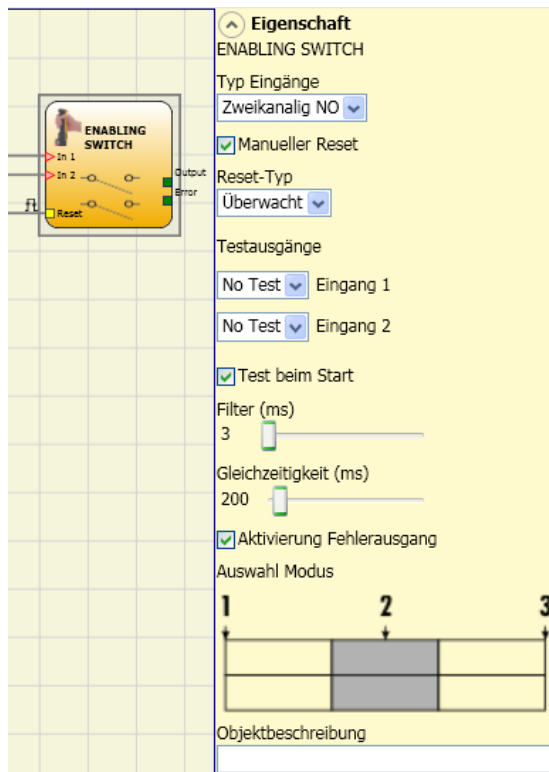 Eigenschaft
ENABLING SWITCH
Typ Eingänge
Zweikanalig NO
Manueller Reset
Reset-Typ
Überwacht
Testausgänge
No Test Eingang 1
No Test Eingang 2
Test beim Start
Filter (ms)
3
Gleichzeitigkeit (ms)
200
Aktivierung Fehlerausgang
Auswahl Modus
1 2 3
Objektbeschreibung
ENABLING
SWITCH
In 1
In 2
Output
Error
Reset